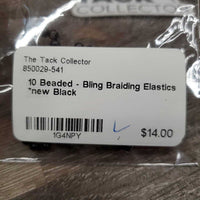 The Tack Collector
850029-541
10 Beaded - Bling Braiding Elastics
*new Black
1G4NPY
$14.00